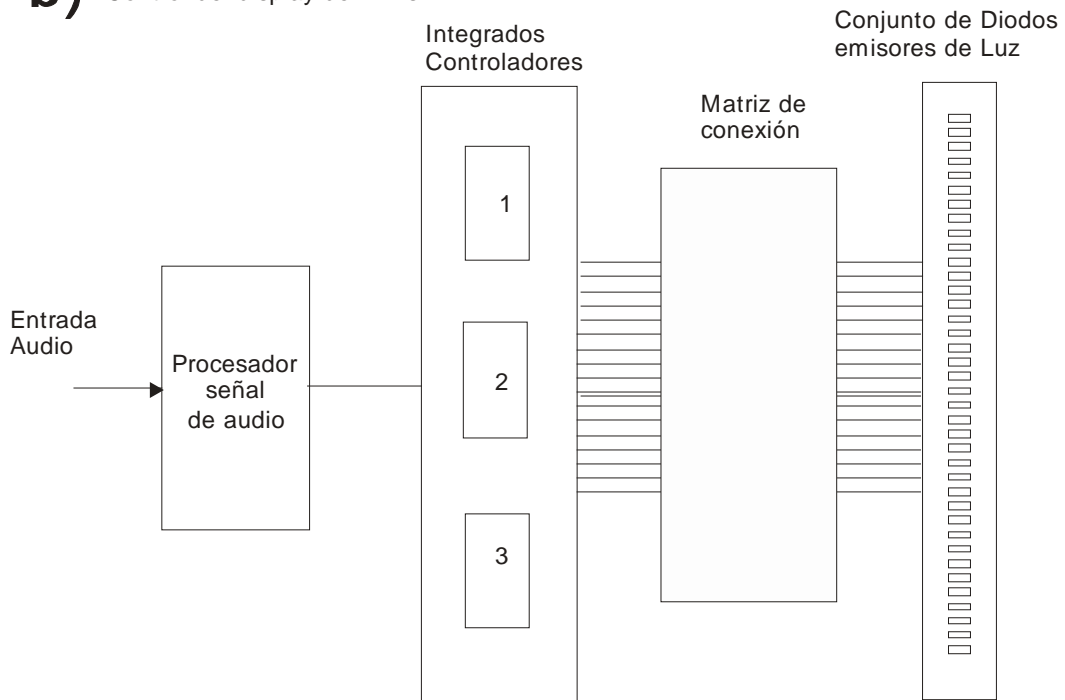 b)
Conjunto de Diodos
emisores de Luz
Integrados
Controladores
Matriz de
conexión
1
Entrada
Audio
Procesador
señal
de audio
2
3